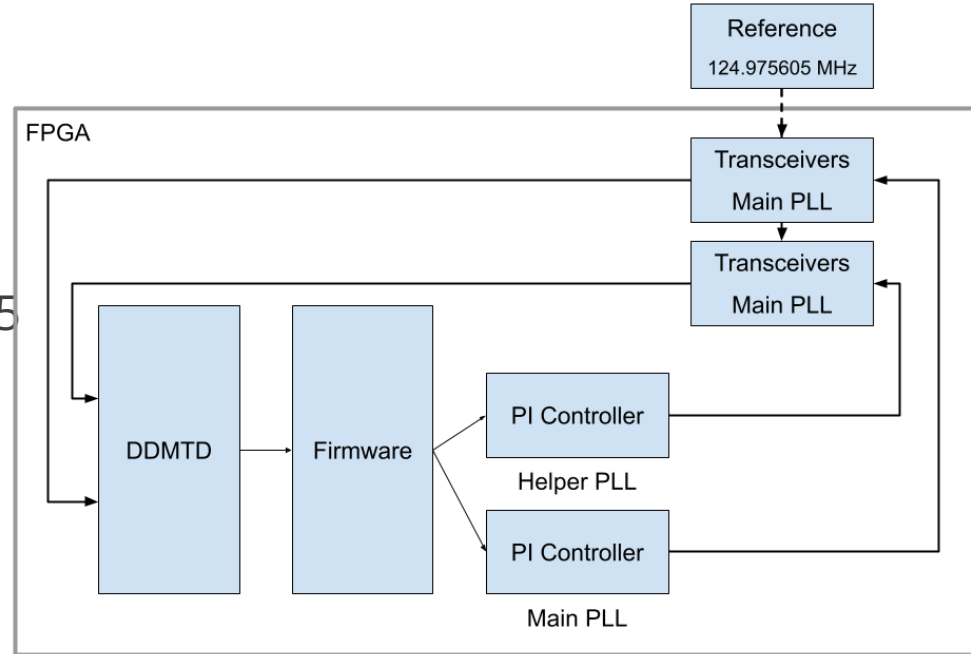 Reference
124.975605 MHz
FPGA
Transceivers
Main PLL
Transceivers
Main PLL
5
DDMTD
Firmware
PI Controller
Helper PLL
PI Controller
Main PLL